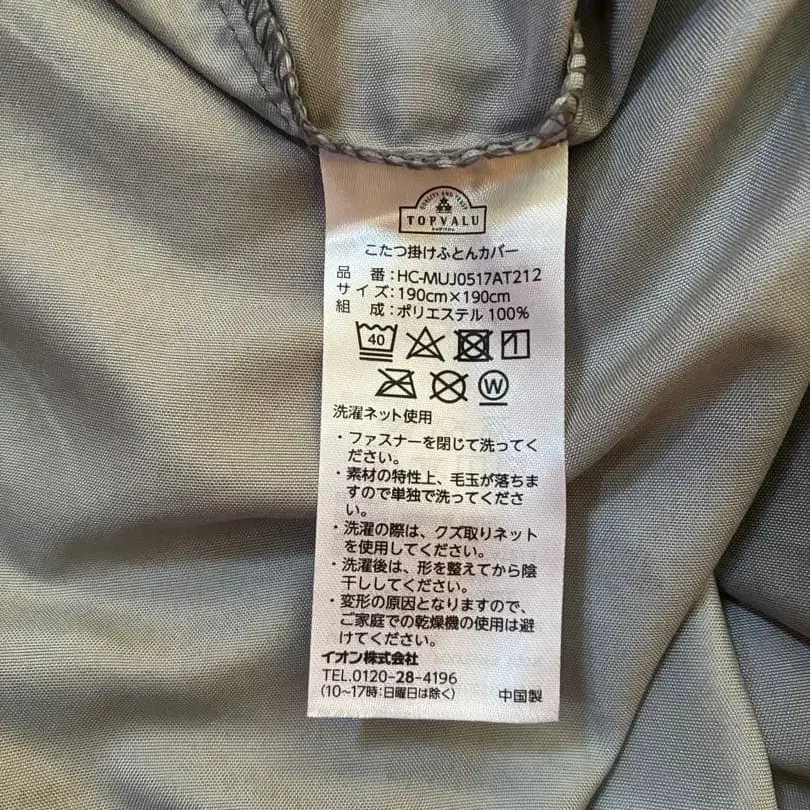 QUALITY AND VALUE
TOPVALU
こたつ掛けふとんカバー
品　番：HC-MUJ0517AT212
サイズ：190cm×190cm
組　成：ポリエステル 100%
40
W
洗濯ネット使用
・ファスナーを閉じて洗ってく
ださい。
・素材の特性上、毛玉が落ちま
すので単独で洗ってくださ
い。
・洗濯の際は、クズ取りネット
を使用してください。
・洗濯後は、形を整えてから陰
干ししてください。
・変形の原因となりますので、
ご家庭での乾燥機の使用は避
けてください。
イオン株式会社
TEL.0120-28-4196
(10~17時：日曜日は除く)
中国製